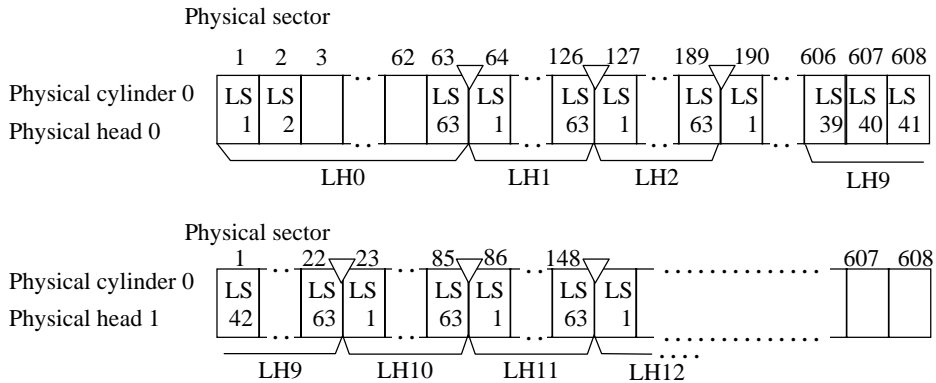 Physical sector
1 2 3 62 63 64 126 127 189 190 606 607 608
Physical cylinder 0 LS LS LS LS LS LS LS LS LS LS LS
Physical head 0 1 2 63 1 63 1 63 1 39 40 41
LH0 LH1 LH2 LH9
Physical sector
1 22 23 85 86 148 607 608
Physical cylinder 0 LS LS LS LS LS LS LS
Physical head 1 42 63 1 63 1 63 1
LH9 LH10 LH11 LH12